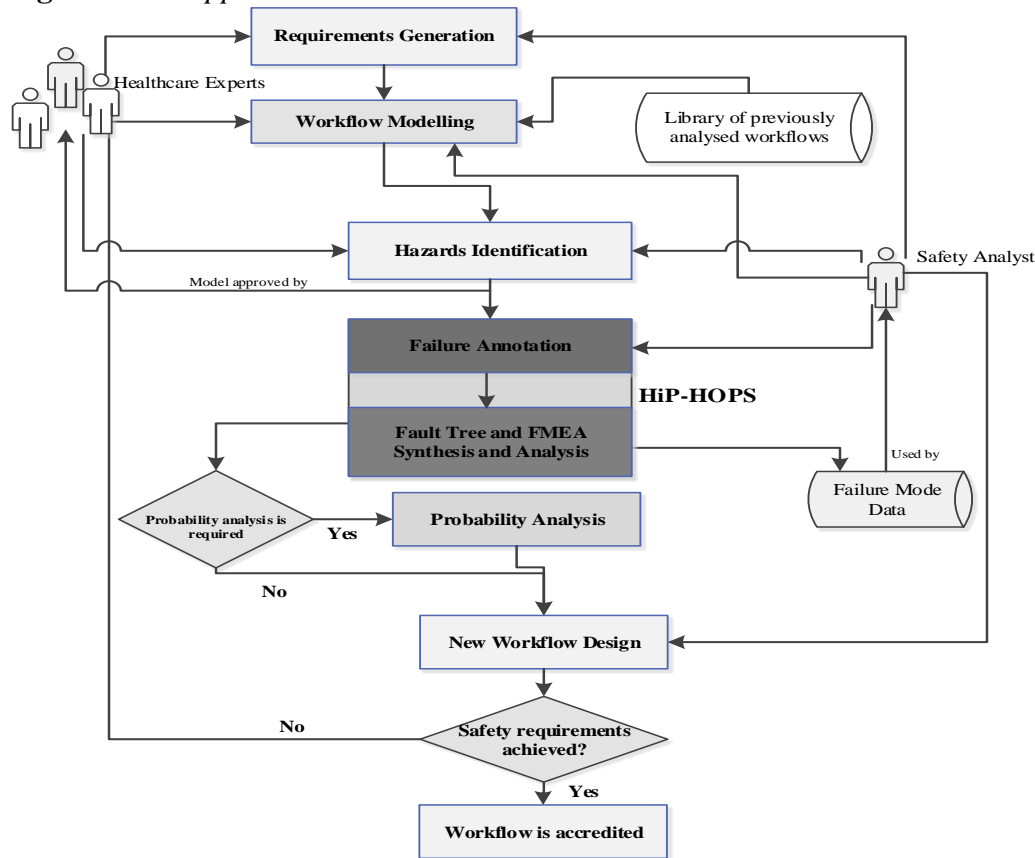 Requirements Generation
Healthcare Experts
Workflow Modelling
Library of previously
analysed workflows
Hazards Identification
Safety Analyst
Model approved by
Failure Annotation
HiP-HOPS
Fault Tree and FMEA
Synthesis and Analysis
Used by
Failure Mode
Data
Probability analysis is
required
Yes
Probability Analysis
No
New Workflow Design
No
Safety requirements
achieved?
Yes
Workflow is accredited